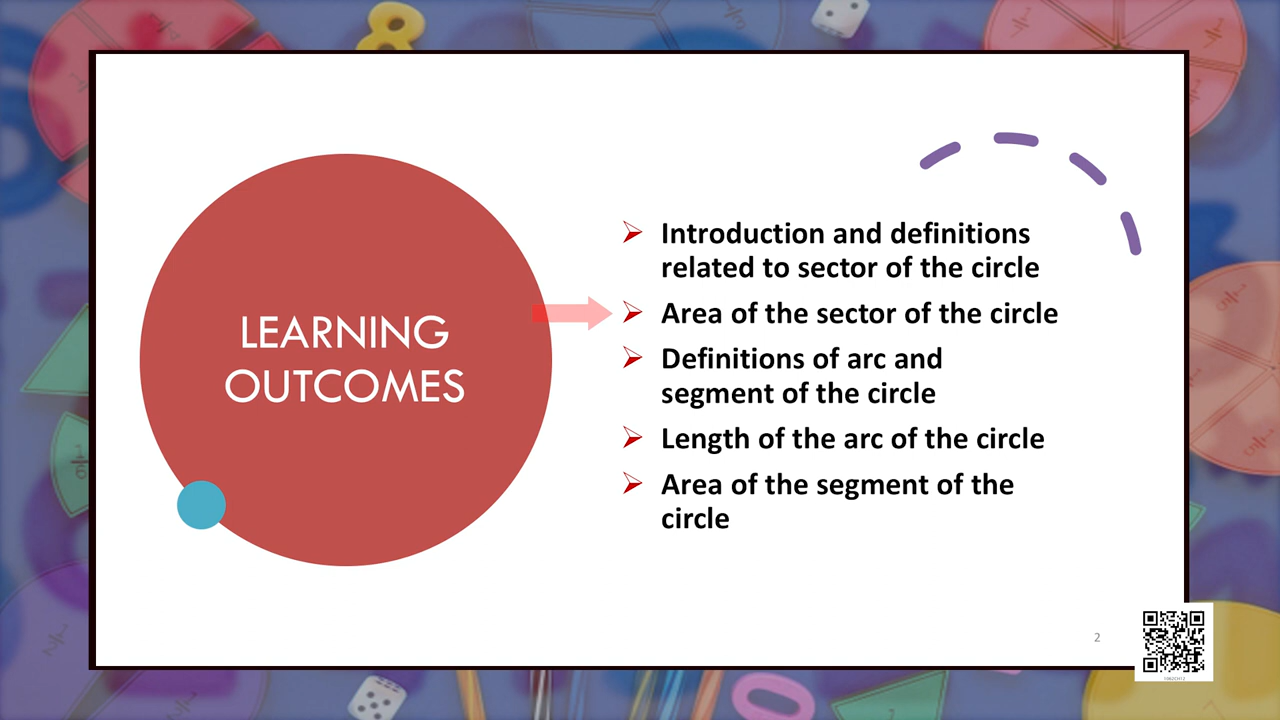 LEARNING
OUTCOMES
Introduction and definitions
related to sector of the circle
Area of the sector of the circle
Definitions of arc and
segment of the circle
Length of the arc of the circle
Area of the segment of the
circle
2